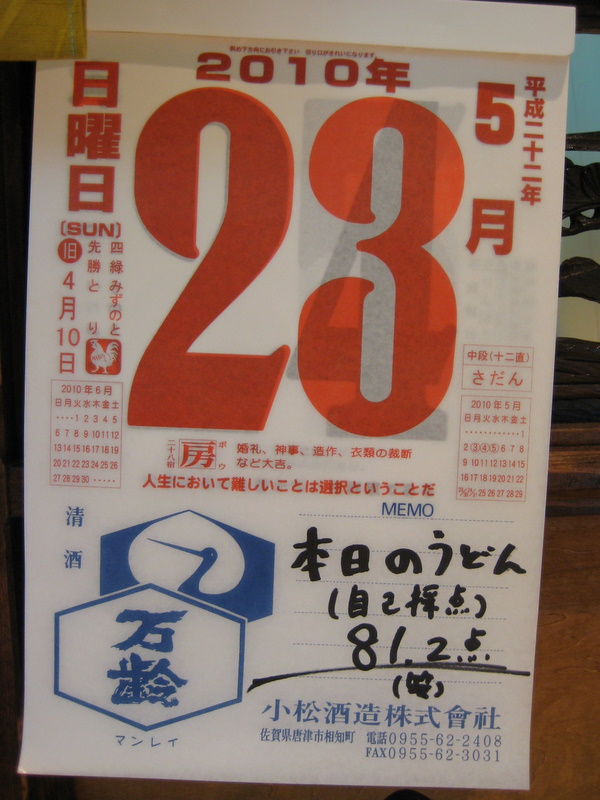 2010年
日曜日
(SUN)
23
5月
平成二十二年
旧4月10日
先勝 とり
四緑 みずのと
2010年6月
日月火水木金土
・・1 2 3 4 5
6 7 8 9 10 11 12
13 14 15 16 17 18 19
20 21 22 23 24 25 26
27 28 29 30 ・・・
中段(十二直)
さだん
2010年5月
日月火水木金土
・・・・・・1
2 ③ ④ ⑤ 6 7 8
9 10 11 12 13 14 15
16 17 18 19 20 21 22
23/30 24/31 25 26 27 28 29
二十八宿
房
ボウ
婚礼、神事、造作、衣類の裁断
など大吉。
人生において難しいことは選択ということだ
MEMO
本日のうどん
(自己採点)
81.2点
清酒
万齢
マンレイ
小松酒造株式會社
佐賀県唐津市相知町 電話0955-62-2408
FAX0955-62-3031